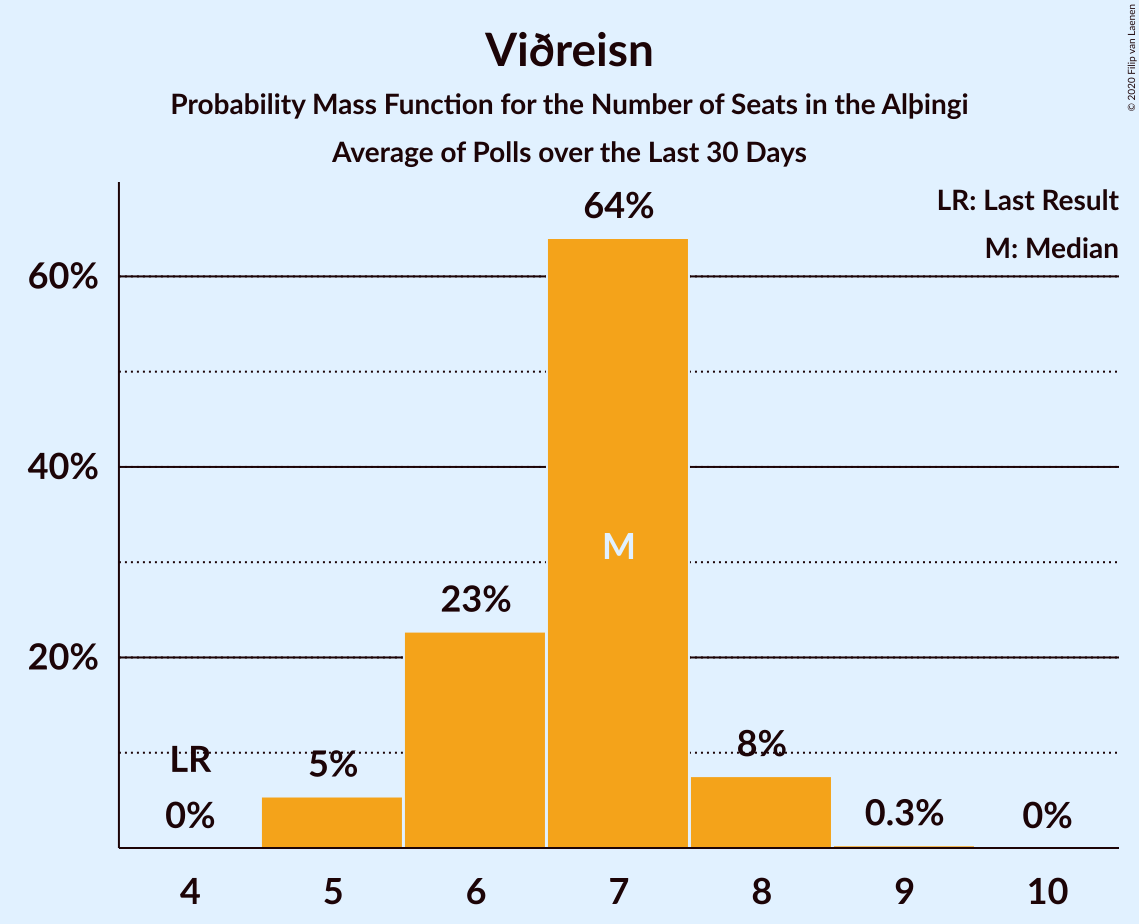 Viðreisn
Probability Mass Function for the Number of Seats in the Alþingi
Average of Polls over the Last 30 Days
© 2020 Filip van Laenen
LR: Last Result
M: Median
60%
40%
20%
LR
0%
5%
23%
64%
M
8%
0.3%
0%
4 5 6 7 8 9 10